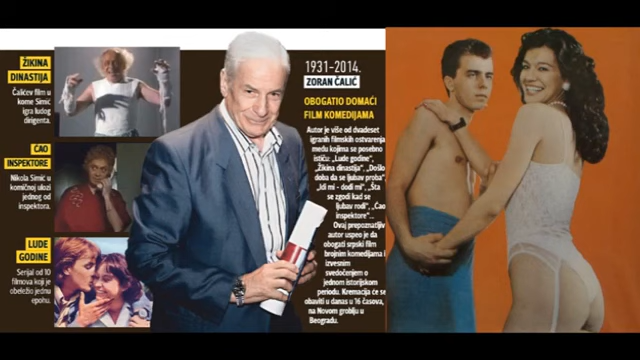 ŽIKINA
DINASTIJA
Čalićev film u
kome Simić
igra ludog
dirigenta.
ĆAO
INSPEKTORE
Nikola Simić u
komičnoj ulozi
jednog od
inspektora.
LUDE
GODINE
Serijal od 10
filmova koji je
obeležio jednu
epohu.
1931-2014.
ZORAN ČALIĆ
OBOGATIO DOMAĆI
FILM KOMEDIJAMA
Autor je više od dvadeset
igranih filmskih ostvarenja
među kojima se posebno
ističu: „Lude godine”,
„Žikina dinastija”, „Došlo
doba da se ljubav proba”,
„Idi mi - dođi mi”, „Šta
se zgodi kad se
ljubav rodi”, „Ćao
inspektore”...
Ovaj prepoznatljiv
autor uspeo je da
obogati srpski film
brojnim komedijama i
izvesnim
svedočenjem o
jednom istorijskom
periodu. Kremacija će se
obaviti u danas u 16 časova,
na Novom groblju u
Beogradu.